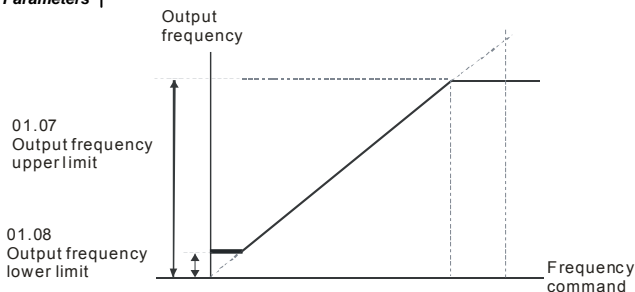 Parameters |
Output
frequency
01.07
Output frequency
upper limit
01.08
Output frequency
lower limit
Frequency
command